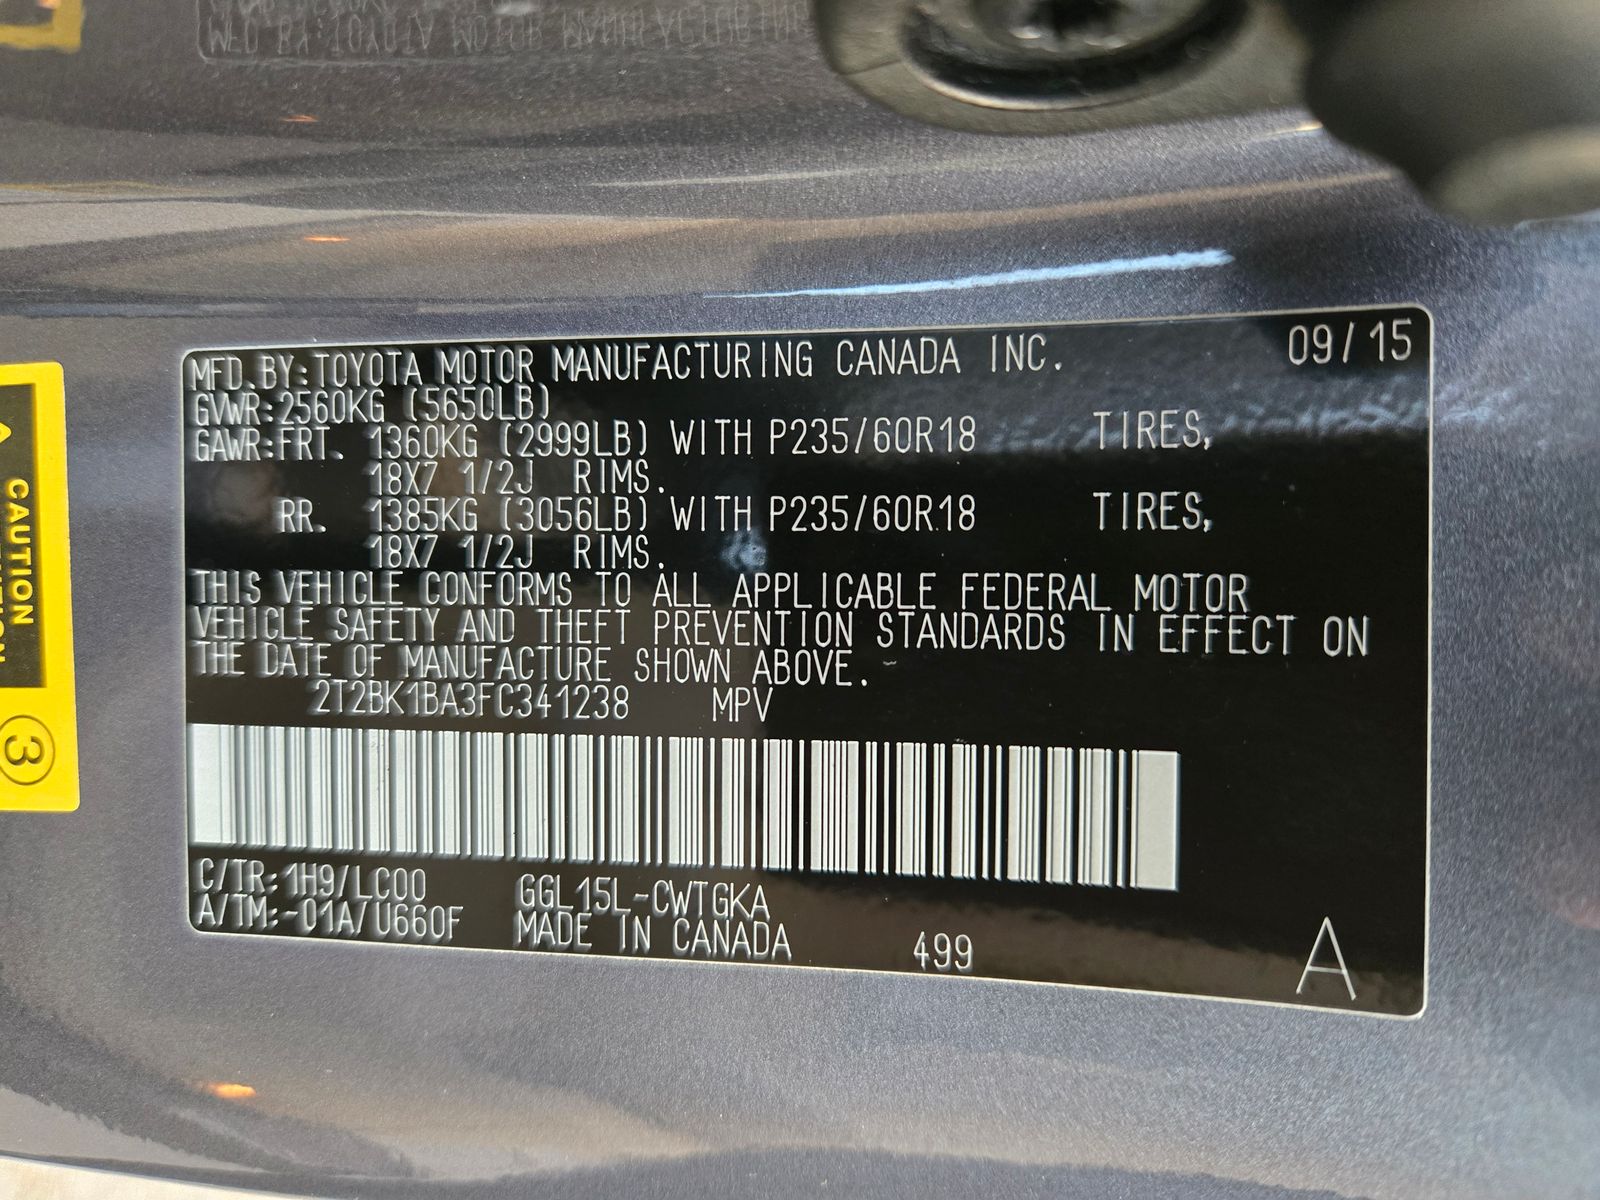 MFD.BY:TOYOTA MOTOR MANUFACTURING CANADA INC. 09/15
GVWR:2560KG (5650LB)
GAWR:FRT. 1360KG (2999LB) WITH P235/60R18 TIRES,
18X7 1/2J RIMS.
RR. 1385KG (3056LB) WITH P235/60R18 TIRES,
18X7 1/2J RIMS.
THIS VEHICLE CONFORMS TO ALL APPLICABLE FEDERAL MOTOR
VEHICLE SAFETY AND THEFT PREVENTION STANDARDS IN EFFECT ON
THE DATE OF MANUFACTURE SHOWN ABOVE.
2T2BK1BA3FC341238 MPV
C/TR:1H9/LC00 GGL15L-CWTGKA
A/TM:-01A/U660F MADE IN CANADA 499 A
CAUTION
3